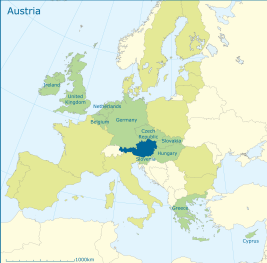 Austria
Ireland
United
Kingdom
Netherlands
Belgium
Germany
Czech
Republic
Slovakia
Hungary
Slovenia
Greece
Cyprus
1000km